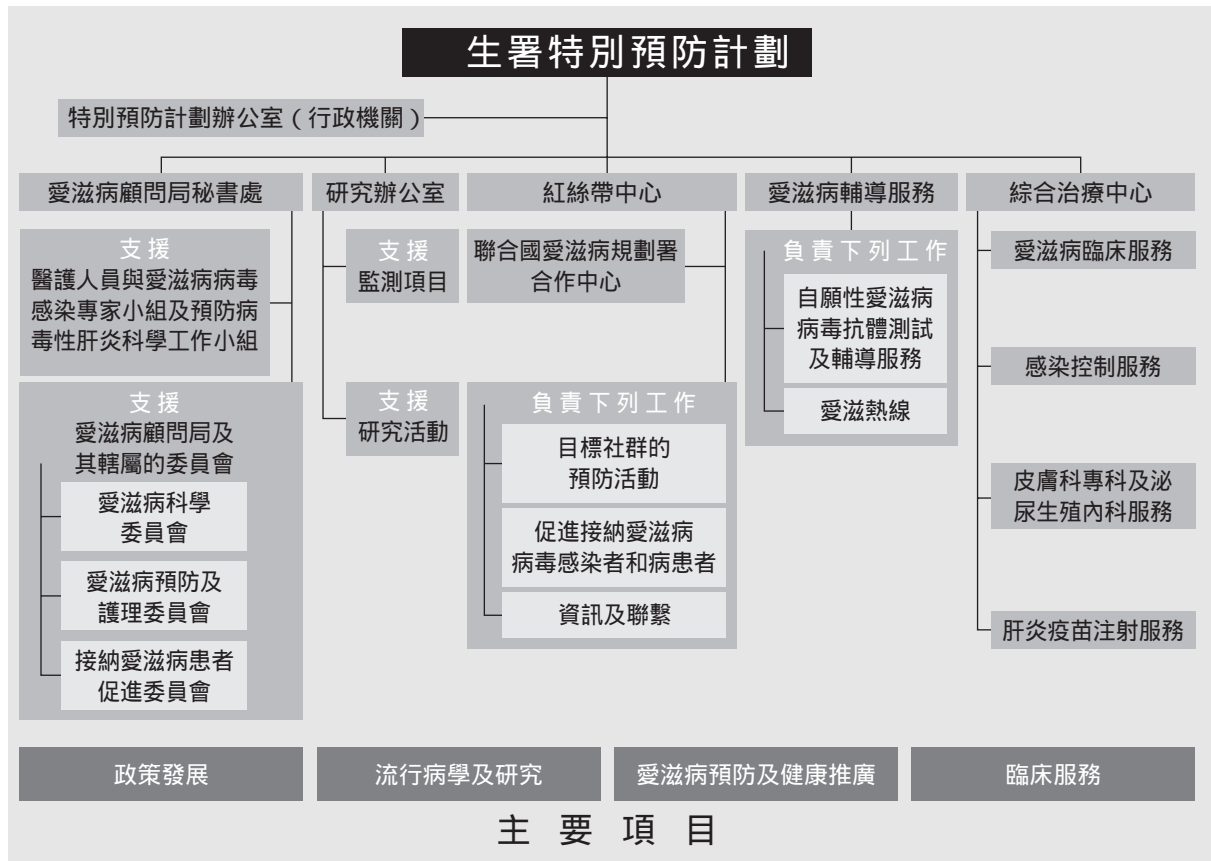 生署特別預防計劃
特別預防計劃辦公室（行政機關）
愛滋病顧問局秘書處
支援
醫護人員與愛滋病病毒
感染專家小組及預防病
毒性肝炎科學工作小組
支援
愛滋病顧問局及
其轄屬的委員會
愛滋病科學
委員會
愛滋病預防及
護理委員會
接納愛滋病患者
促進委員會
研究辦公室
支援
監測項目
支援
研究活動
紅絲帶中心
聯合國愛滋病規劃署
合作中心
負責下列工作
目標社群的
預防活動
促進接納愛滋病
病毒感染者和病患者
資訊及聯繫
愛滋病輔導服務
負責下列工作
自願性愛滋病
病毒抗體測試
及輔導服務
愛滋熱線
綜合治療中心
愛滋病臨床服務
感染控制服務
皮膚科專科及泌
尿生殖內科服務
肝炎疫苗注射服務
政策發展
流行病學及研究
愛滋病預防及健康推廣
臨床服務
主要項目